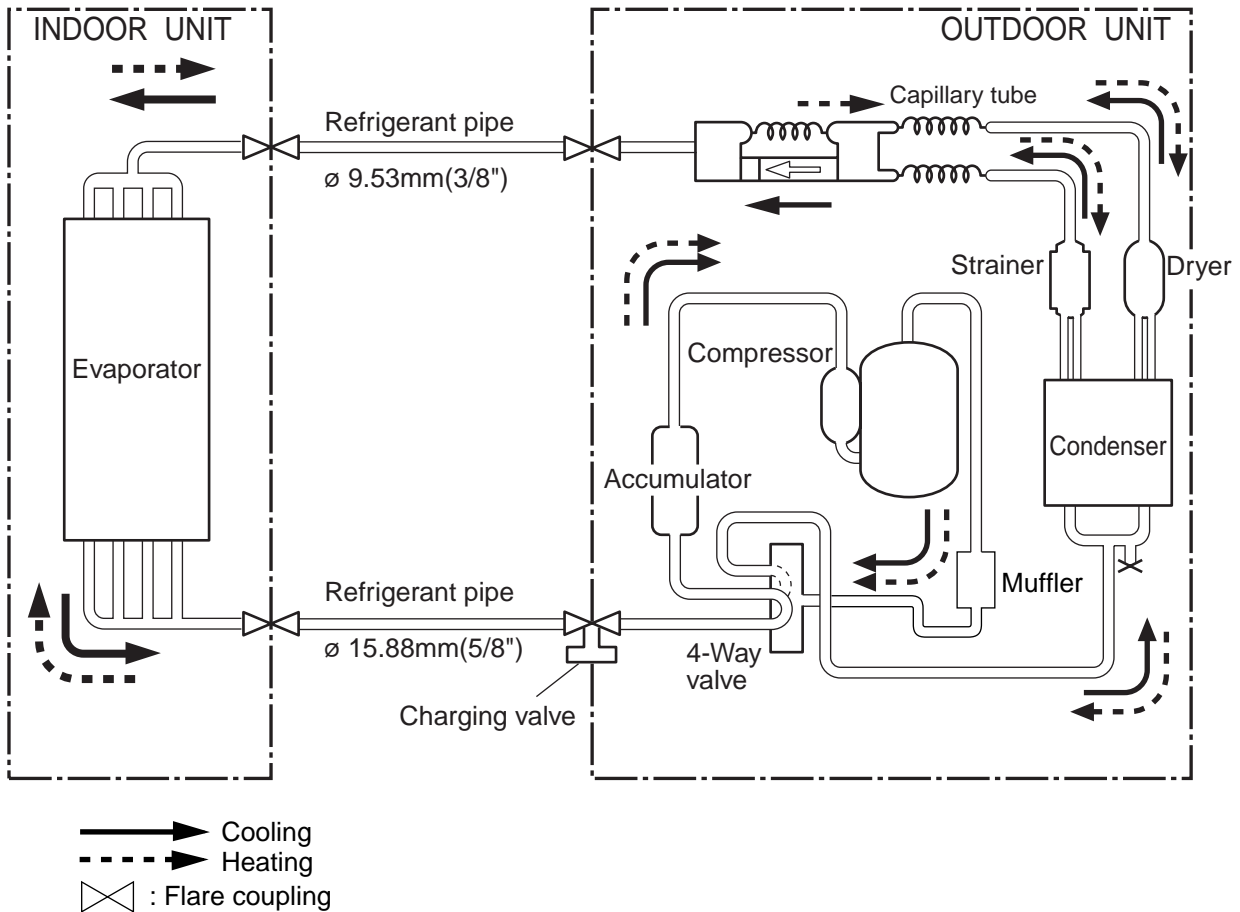 INDOOR UNIT
OUTDOOR UNIT
Refrigerant pipe
ø 9.53mm(3/8")
Capillary tube
Strainer
Dryer
Evaporator
Compressor
Condenser
Accumulator
Muffler
Refrigerant pipe
ø 15.88mm(5/8")
4-Way
valve
Charging valve
Cooling
Heating
: Flare coupling